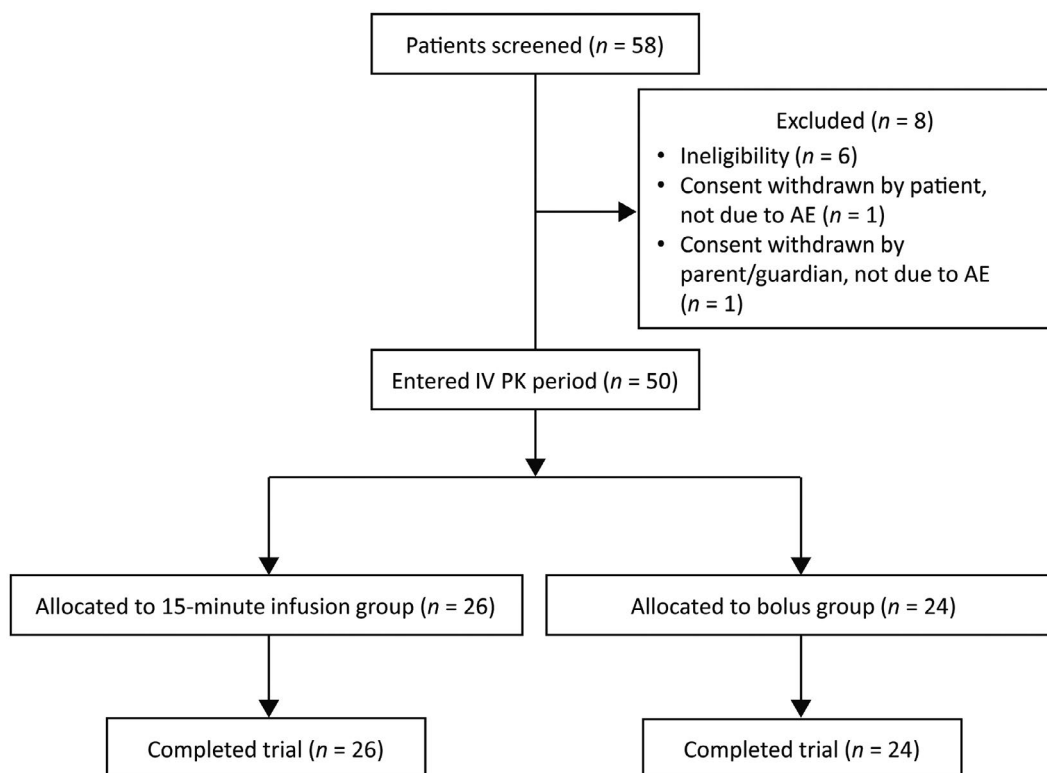 Patients screened (n = 58)
Excluded (n = 8)
• Ineligibility (n = 6)
• Consent withdrawn by patient,
not due to AE (n = 1)
• Consent withdrawn by
parent/guardian, not due to AE
(n = 1)
Entered IV PK period (n = 50)
Allocated to 15-minute infusion group (n = 26)
Allocated to bolus group (n = 24)
Completed trial (n = 26)
Completed trial (n = 24)